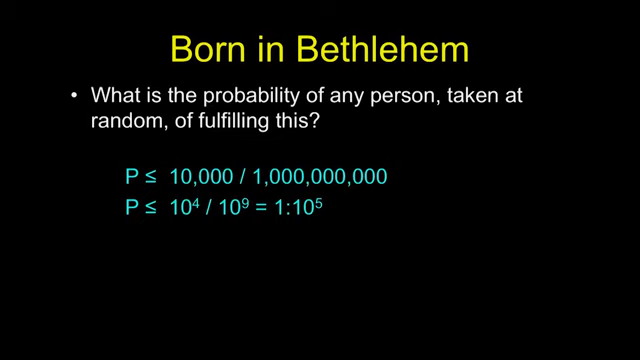 Born in Bethlehem
• What is the probability of any person, taken at
random, of fulfilling this?
P ≤ 10,000 / 1,000,000,000
P ≤ 10⁴ / 10⁹ = 1:10⁵